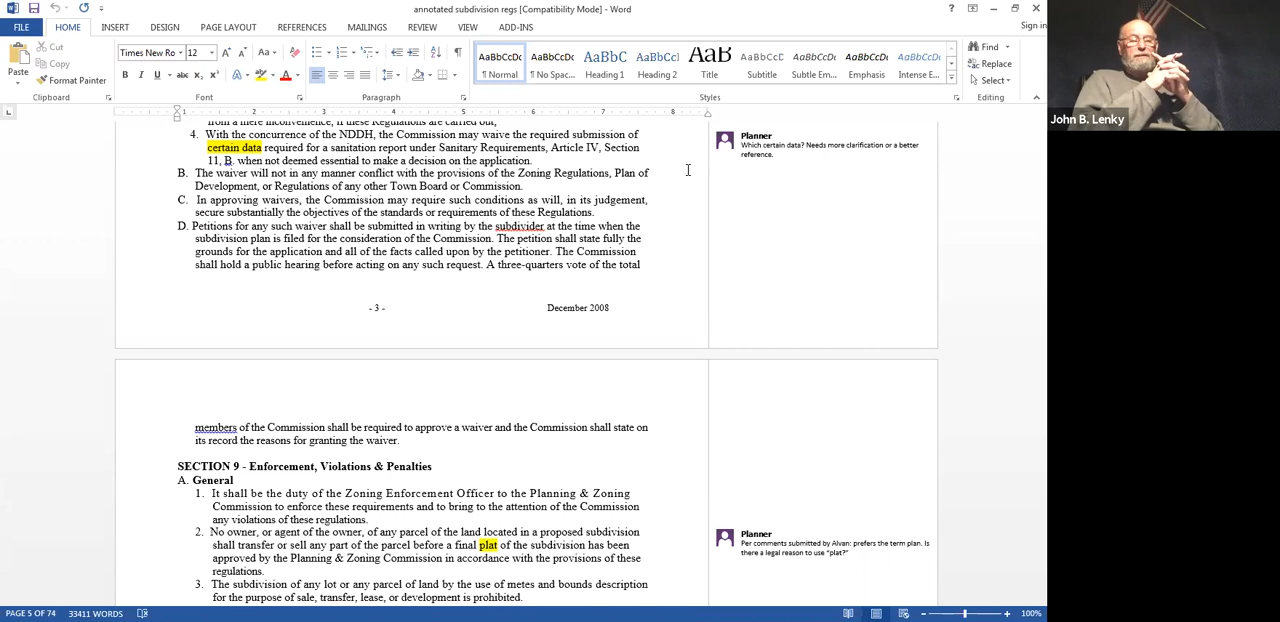 annotated subdivision regs [Compatibility Mode] - Word
Sign in
FILE HOME INSERT DESIGN PAGE LAYOUT REFERENCES MAILINGS REVIEW VIEW ADD-INS
Paste
Cut
Copy
Format Painter
Times New Ro 12
AaBbCcDc AaBbCcDc AaBbC AaBbCc AaB AaBbCcD AaBbCcDc AaBbCcDc AaBbCcDc
¶ Normal ¶ No Spac... Heading 1 Heading 2 Title Subtitle Subtle Em... Emphasis Intense E...
Find
Replace
Select
Clipboard Font Paragraph Styles Editing
1 2 3 4 5 6 7 8
John B. Lenky
from a mere inconvenience, if these Regulations are carried out;
4. With the concurrence of the NDDH, the Commission may waive the required submission of
certain data required for a sanitation report under Sanitary Requirements, Article IV, Section
11, B. when not deemed essential to make a decision on the application.
B. The waiver will not in any manner conflict with the provisions of the Zoning Regulations, Plan of
Development, or Regulations of any other Town Board or Commission.
C. In approving waivers, the Commission may require such conditions as will, in its judgement,
secure substantially the objectives of the standards or requirements of these Regulations.
D. Petitions for any such waiver shall be submitted in writing by the subdivider at the time when the
subdivision plan is filed for the consideration of the Commission. The petition shall state fully the
grounds for the application and all of the facts called upon by the petitioner. The Commission
shall hold a public hearing before acting on any such request. A three-quarters vote of the total
- 3 - December 2008
Planner
Which certain data? Needs more clarification or a better
reference.
members of the Commission shall be required to approve a waiver and the Commission shall state on
its record the reasons for granting the waiver.
SECTION 9 - Enforcement, Violations & Penalties
A. General
1. It shall be the duty of the Zoning Enforcement Officer to the Planning & Zoning
Commission to enforce these requirements and to bring to the attention of the Commission
any violations of these regulations.
2. No owner, or agent of the owner, of any parcel of the land located in a proposed subdivision
shall transfer or sell any part of the parcel before a final plat of the subdivision has been
approved by the Planning & Zoning Commission in accordance with the provisions of these
regulations.
3. The subdivision of any lot or any parcel of land by the use of metes and bounds description
for the purpose of sale, transfer, lease, or development is prohibited.
Planner
Per comments submitted by Alvan: prefers the term plan. Is
there a legal reason to use "plat?"
PAGE 5 OF 74 33411 WORDS 100%